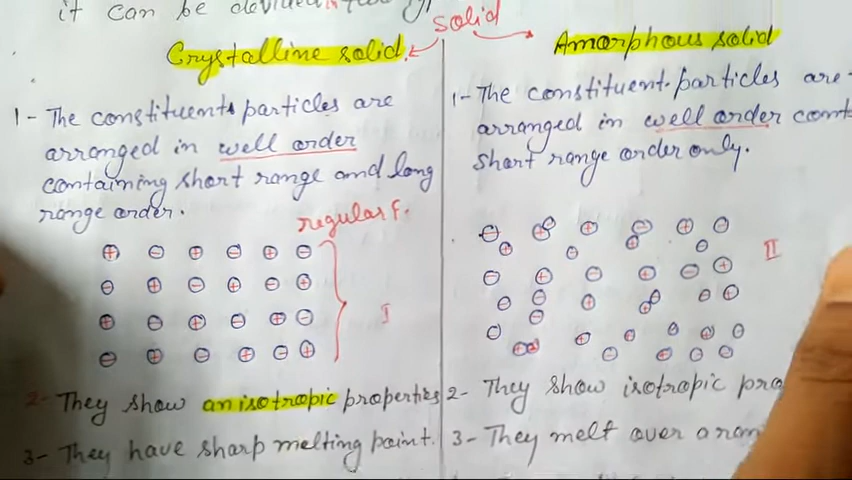 it can be devided in two
solid
Crystalline solid.
1- The constituents particles are
arranged in well order
containing short range and long
range order.
regular f.
I
2- They show anisotropic properties
3- They have sharp melting point.
Amorphous solid
1- The constituent particles are
arranged in well order
short range order only.
II
2- They show isotropic
3- They melt over a